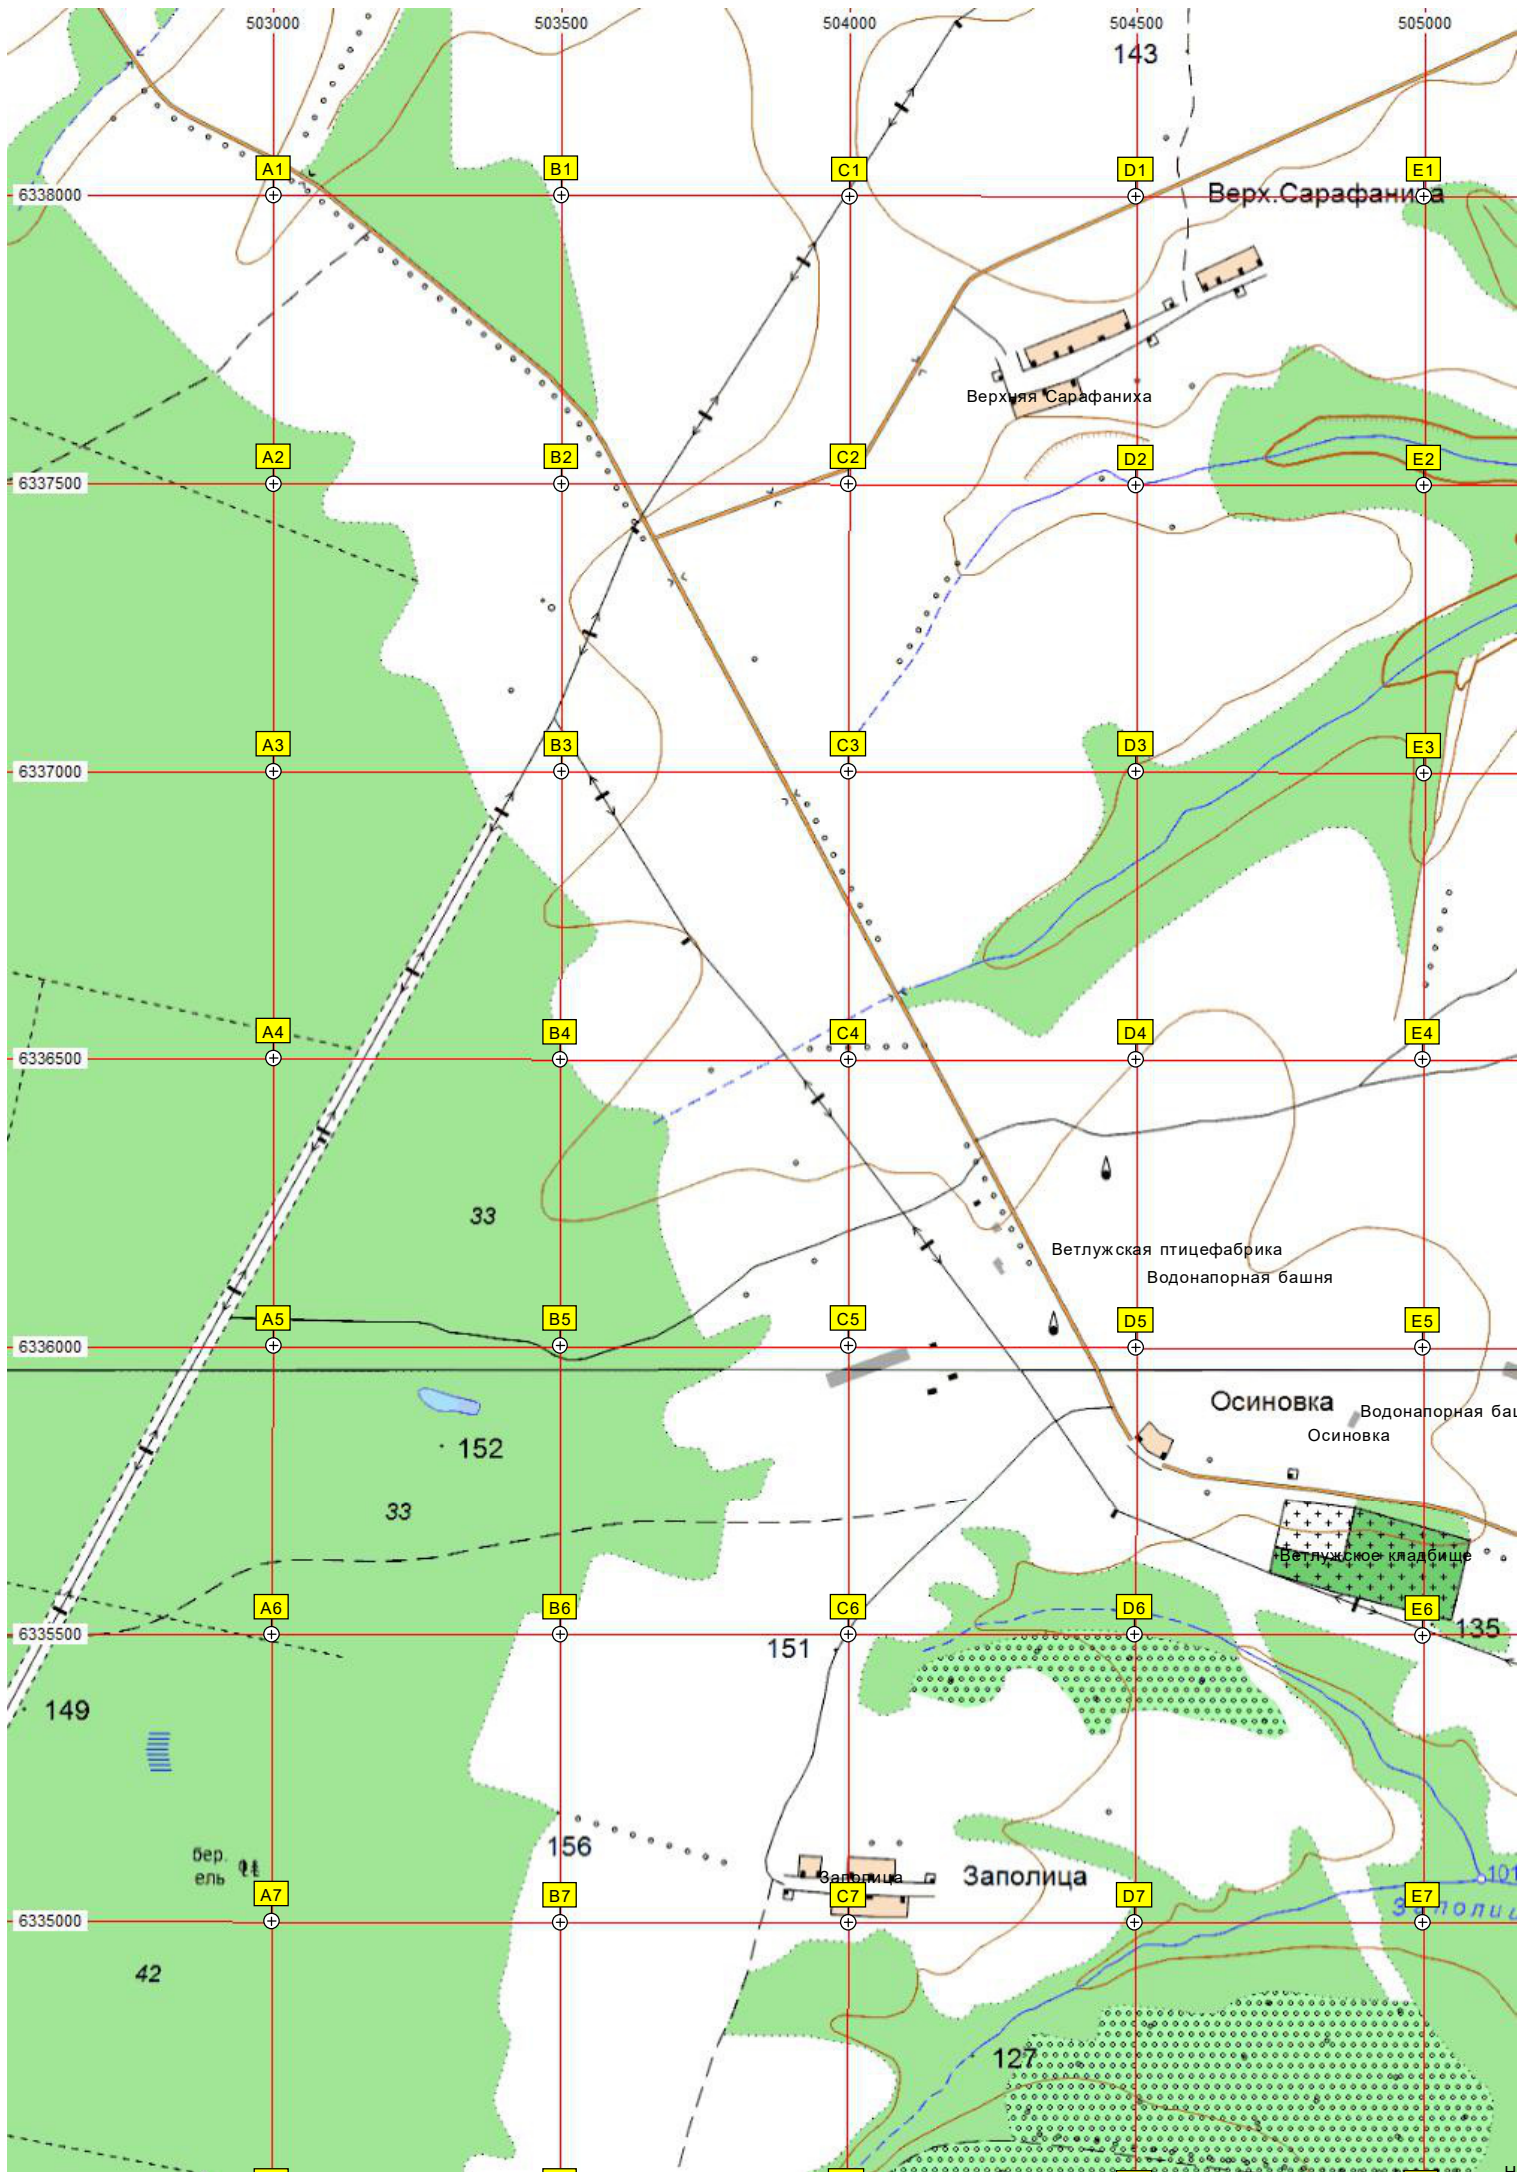 503000 503500 504000 504500 505000
143
A1 B1 C1 D1 E1
6338000
Верх.Сарафаниха
Верхняя Сарафаниха
A2 B2 C2 D2 E2
6337500
A3 B3 C3 D3 E3
6337000
A4 B4 C4 D4 E4
6336500
33
Ветлужская птицефабрика
Водонапорная башня
A5 B5 C5 D5 E5
6336000
Осиновка
Водонапорная баш
Осиновка
152
33
Ветлужское кладбище
A6 B6 C6 D6 E6
6335500
135
151
149
156
бер.
ель
Заполица
Заполица
101
A7 B7 C7 D7 E7
Заполиц
6335000
42
127